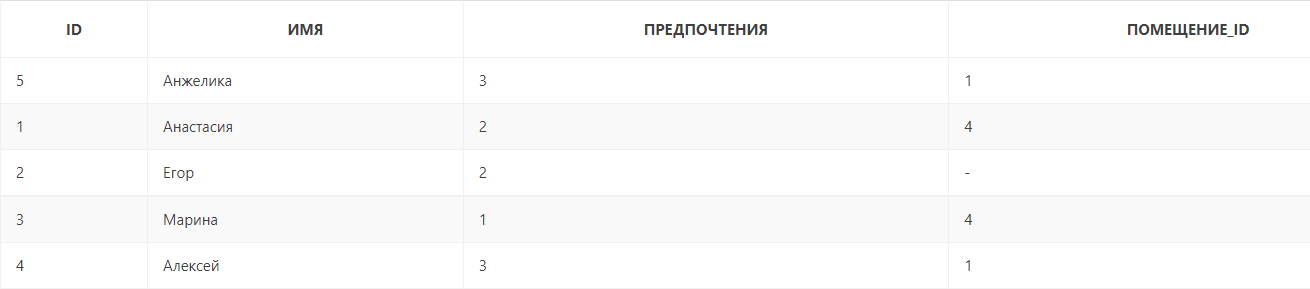 ID ИМЯ ПРЕДПОЧТЕНИЯ ПОМЕЩЕНИЕ_ID
5 Анжелика 3 1
1 Анастасия 2 4
2 Егор 2 -
3 Марина 1 4
4 Алексей 3 1